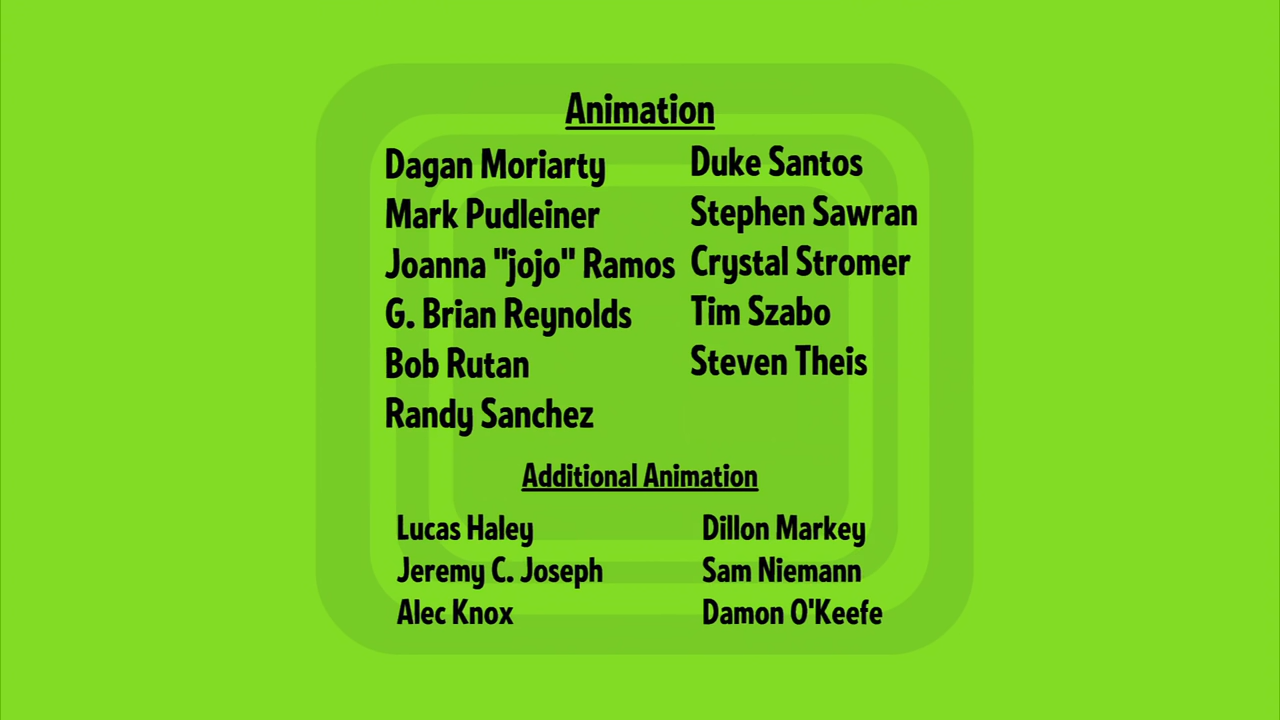 Animation
Dagan Moriarty
Mark Pudleiner
Joanna "jojo" Ramos
G. Brian Reynolds
Bob Rutan
Randy Sanchez
Duke Santos
Stephen Sawran
Crystal Stromer
Tim Szabo
Steven Theis
Additional Animation
Lucas Haley
Jeremy C. Joseph
Alec Knox
Dillon Markey
Sam Niemann
Damon O'Keefe